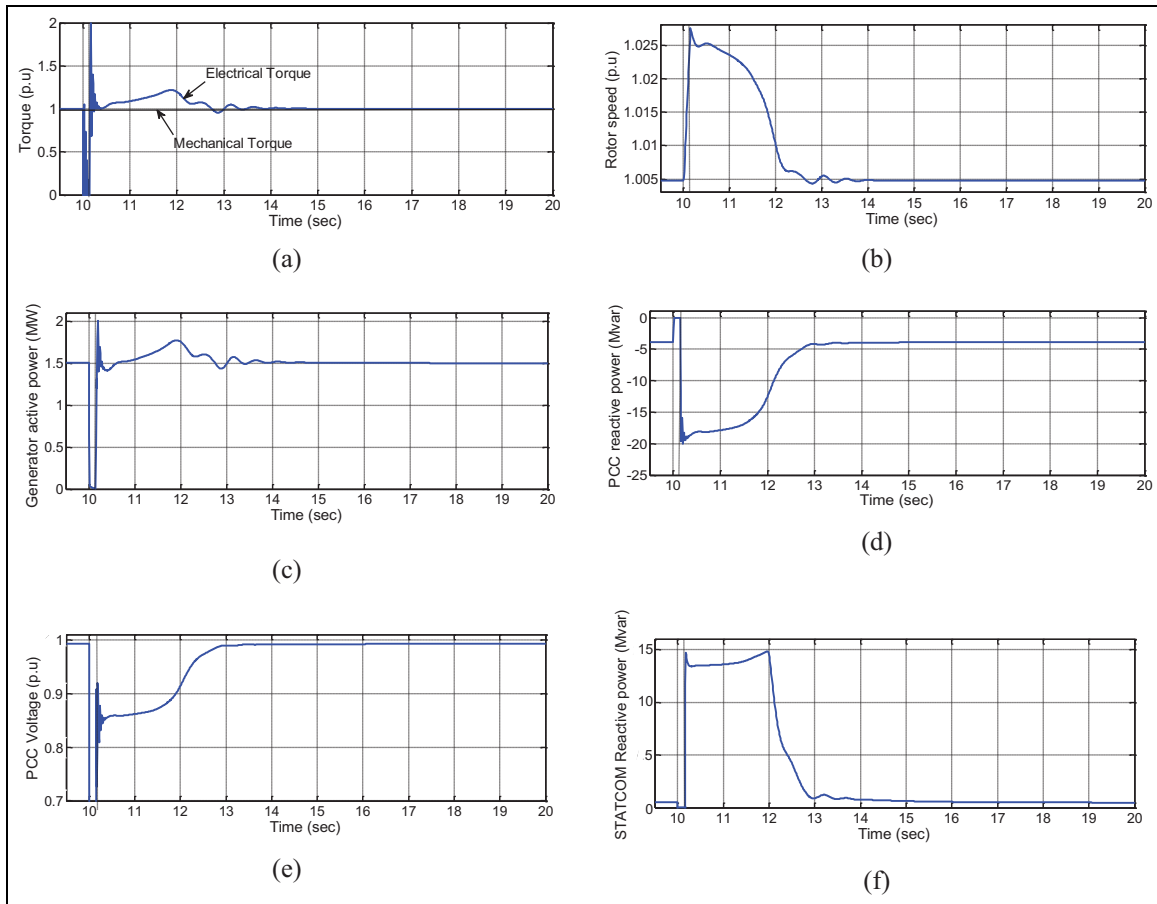 2
1.5
1
0.5
0
Torque (p.u)
Electrical Torque
Mechanical Torque
10 11 12 13 14 15 16 17 18 19 20
Time (sec)
(a)
1.025
1.02
1.015
1.01
1.005
Rotor speed (p.u)
10 11 12 13 14 15 16 17 18 19 20
Time (sec)
(b)
2
1.5
1
0.5
0
Generator active power (MW)
10 11 12 13 14 15 16 17 18 19 20
Time (sec)
(c)
0
-5
-10
-15
-20
-25
PCC reactive power (Mvar)
10 11 12 13 14 15 16 17 18 19 20
Time (sec)
(d)
1
0.9
0.8
0.7
PCC Voltage (p.u)
10 11 12 13 14 15 16 17 18 19 20
Time (sec)
(e)
15
10
5
0
STATCOM Reactive power (Mvar)
10 11 12 13 14 15 16 17 18 19 20
Time (sec)
(f)